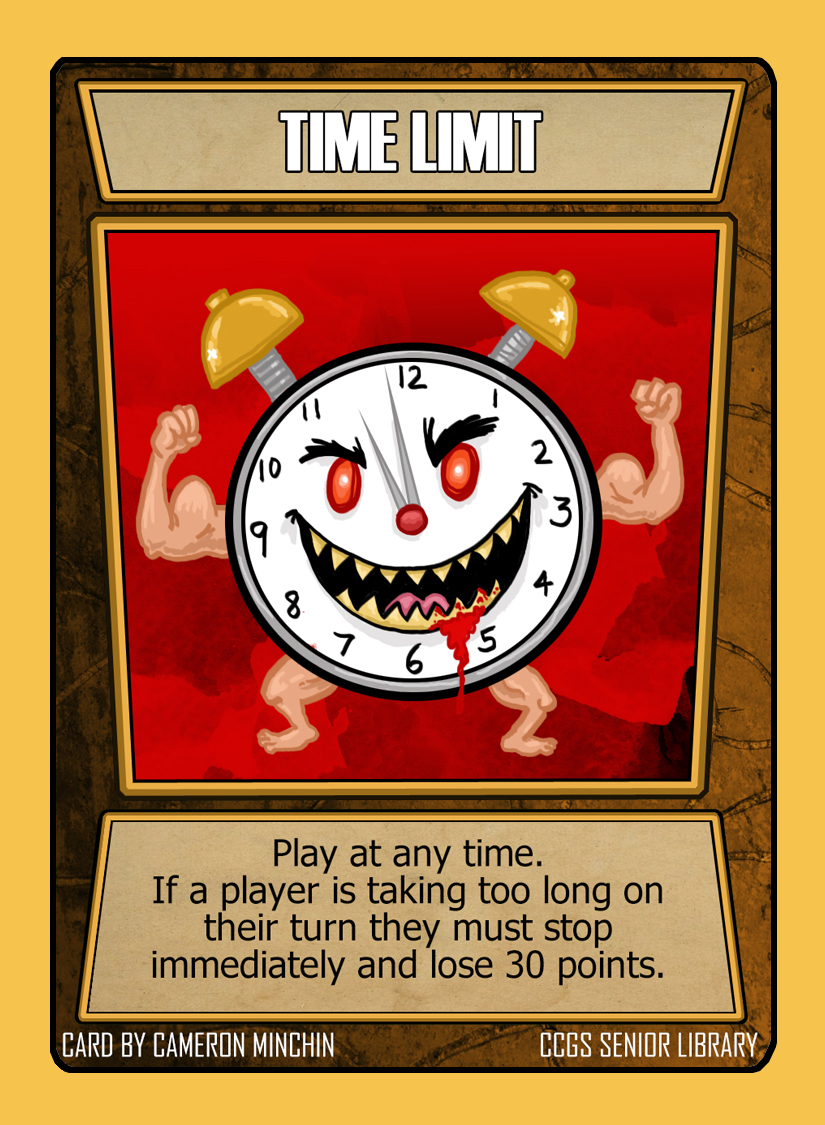 TIME LIMIT
12
11
1
10
2
9
3
8
4
7
5
6
Play at any time.
If a player is taking too long on
their turn they must stop
immediately and lose 30 points.
CARD BY CAMERON MINCHIN
CCGS SENIOR LIBRARY